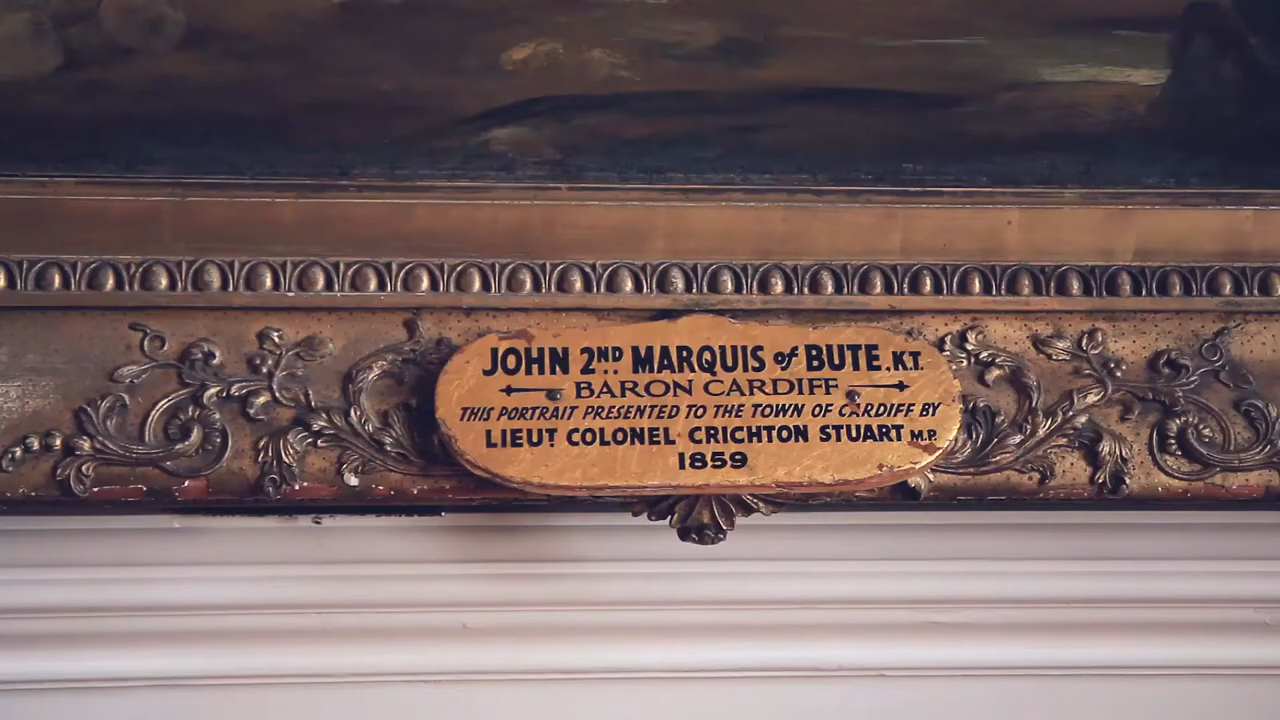 JOHN 2ND MARQUIS of BUTE, K.T.
BARON CARDIFF
THIS PORTRAIT PRESENTED TO THE TOWN OF CARDIFF BY
LIEUT COLONEL CRICHTON STUART M.P.
1859